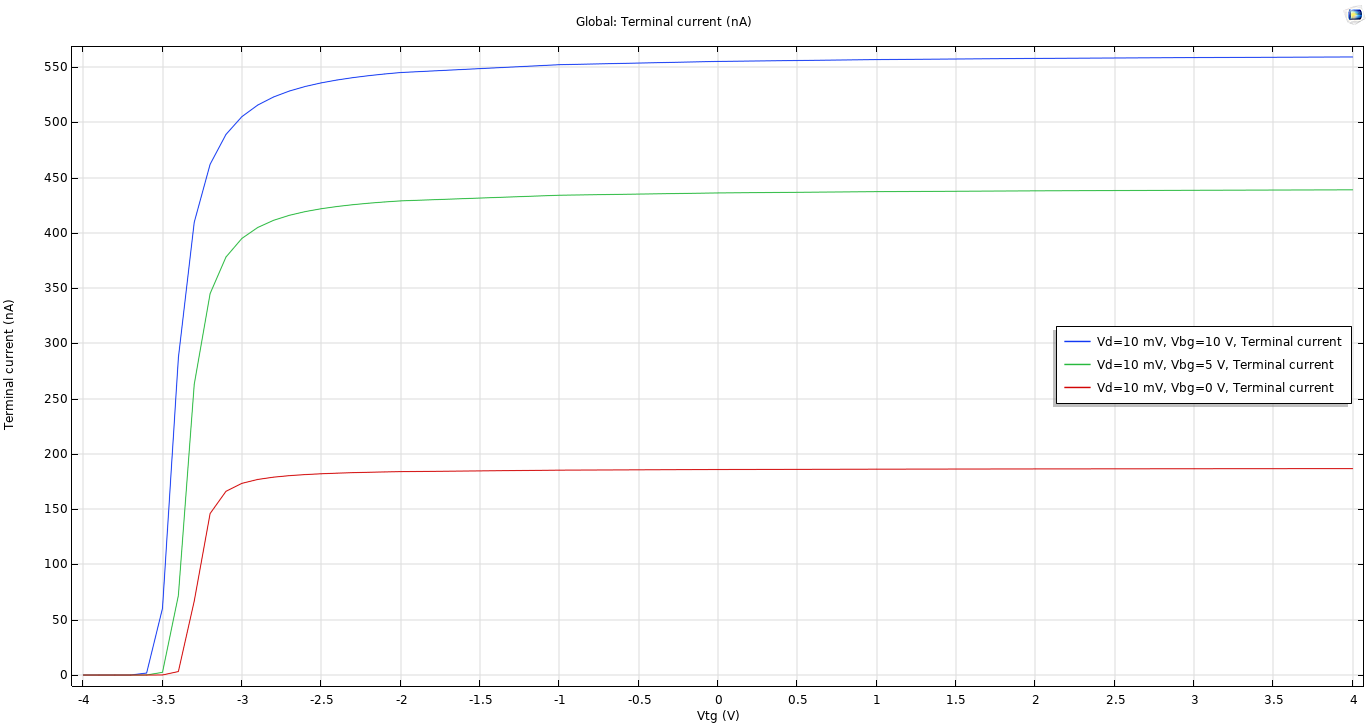 Global: Terminal current (nA)
550
500
450
400
350
300
250
200
150
100
50
0
Terminal current (nA)
Vd=10 mV, Vbg=10 V, Terminal current
Vd=10 mV, Vbg=5 V, Terminal current
Vd=10 mV, Vbg=0 V, Terminal current
-4 -3.5 -3 -2.5 -2 -1.5 -1 -0.5 0 0.5 1 1.5 2 2.5 3 3.5 4
Vtg (V)